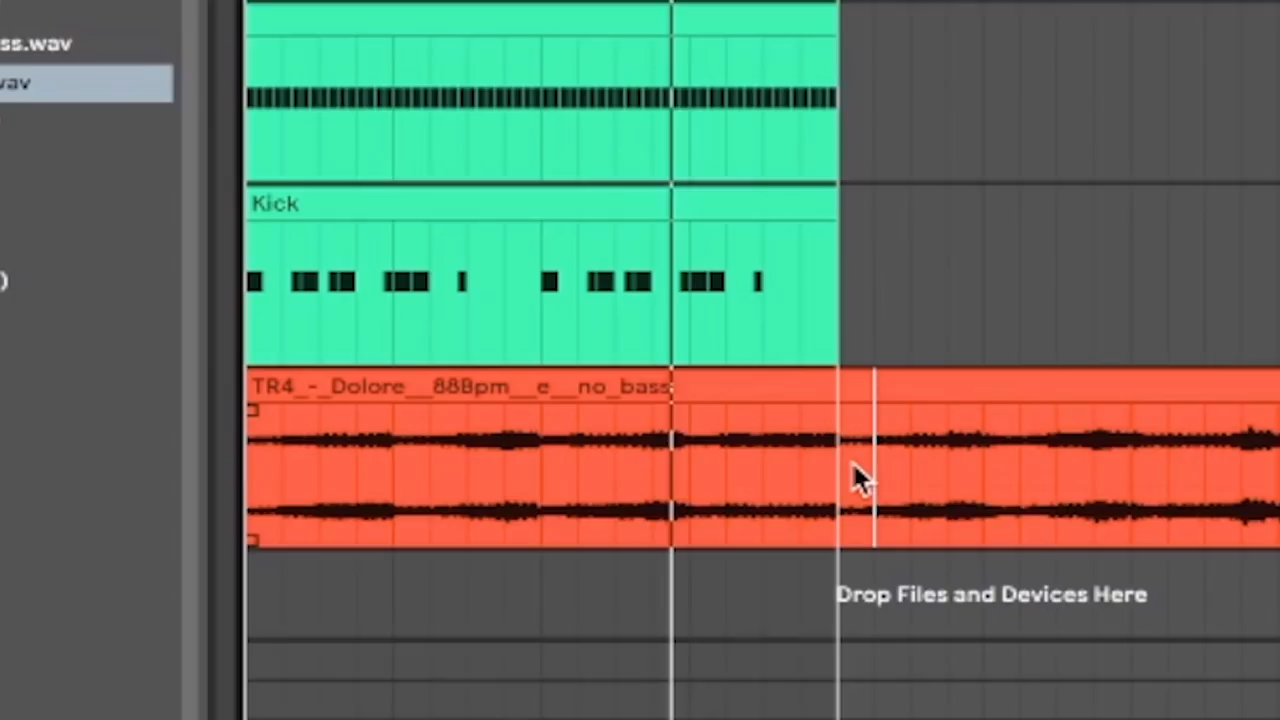 ss.wav
wav
)
Kick
TR4_-_Dolore__88Bpm__e__no_bass
Drop Files and Devices Here